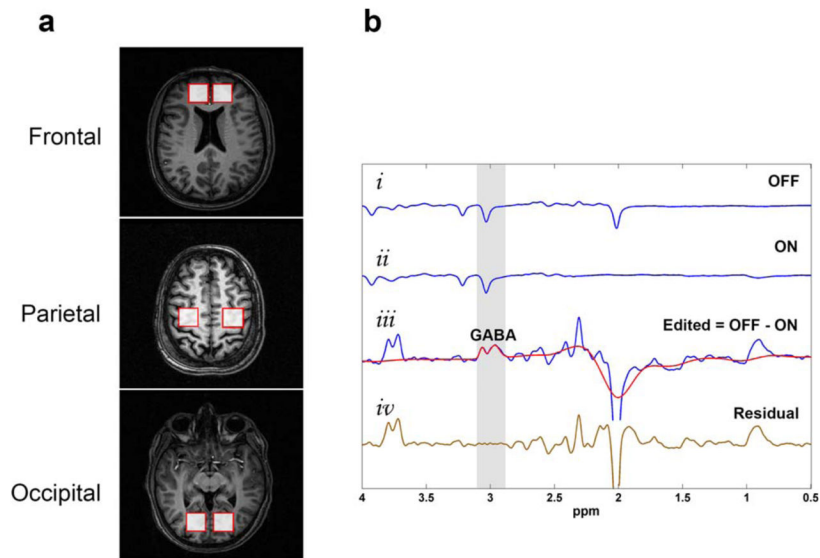 a
Frontal
Parietal
Occipital
b
i
OFF
ii
ON
iii
GABA
Edited = OFF - ON
iv
Residual
4 3.5 3 2.5 2 1.5 1 0.5
ppm